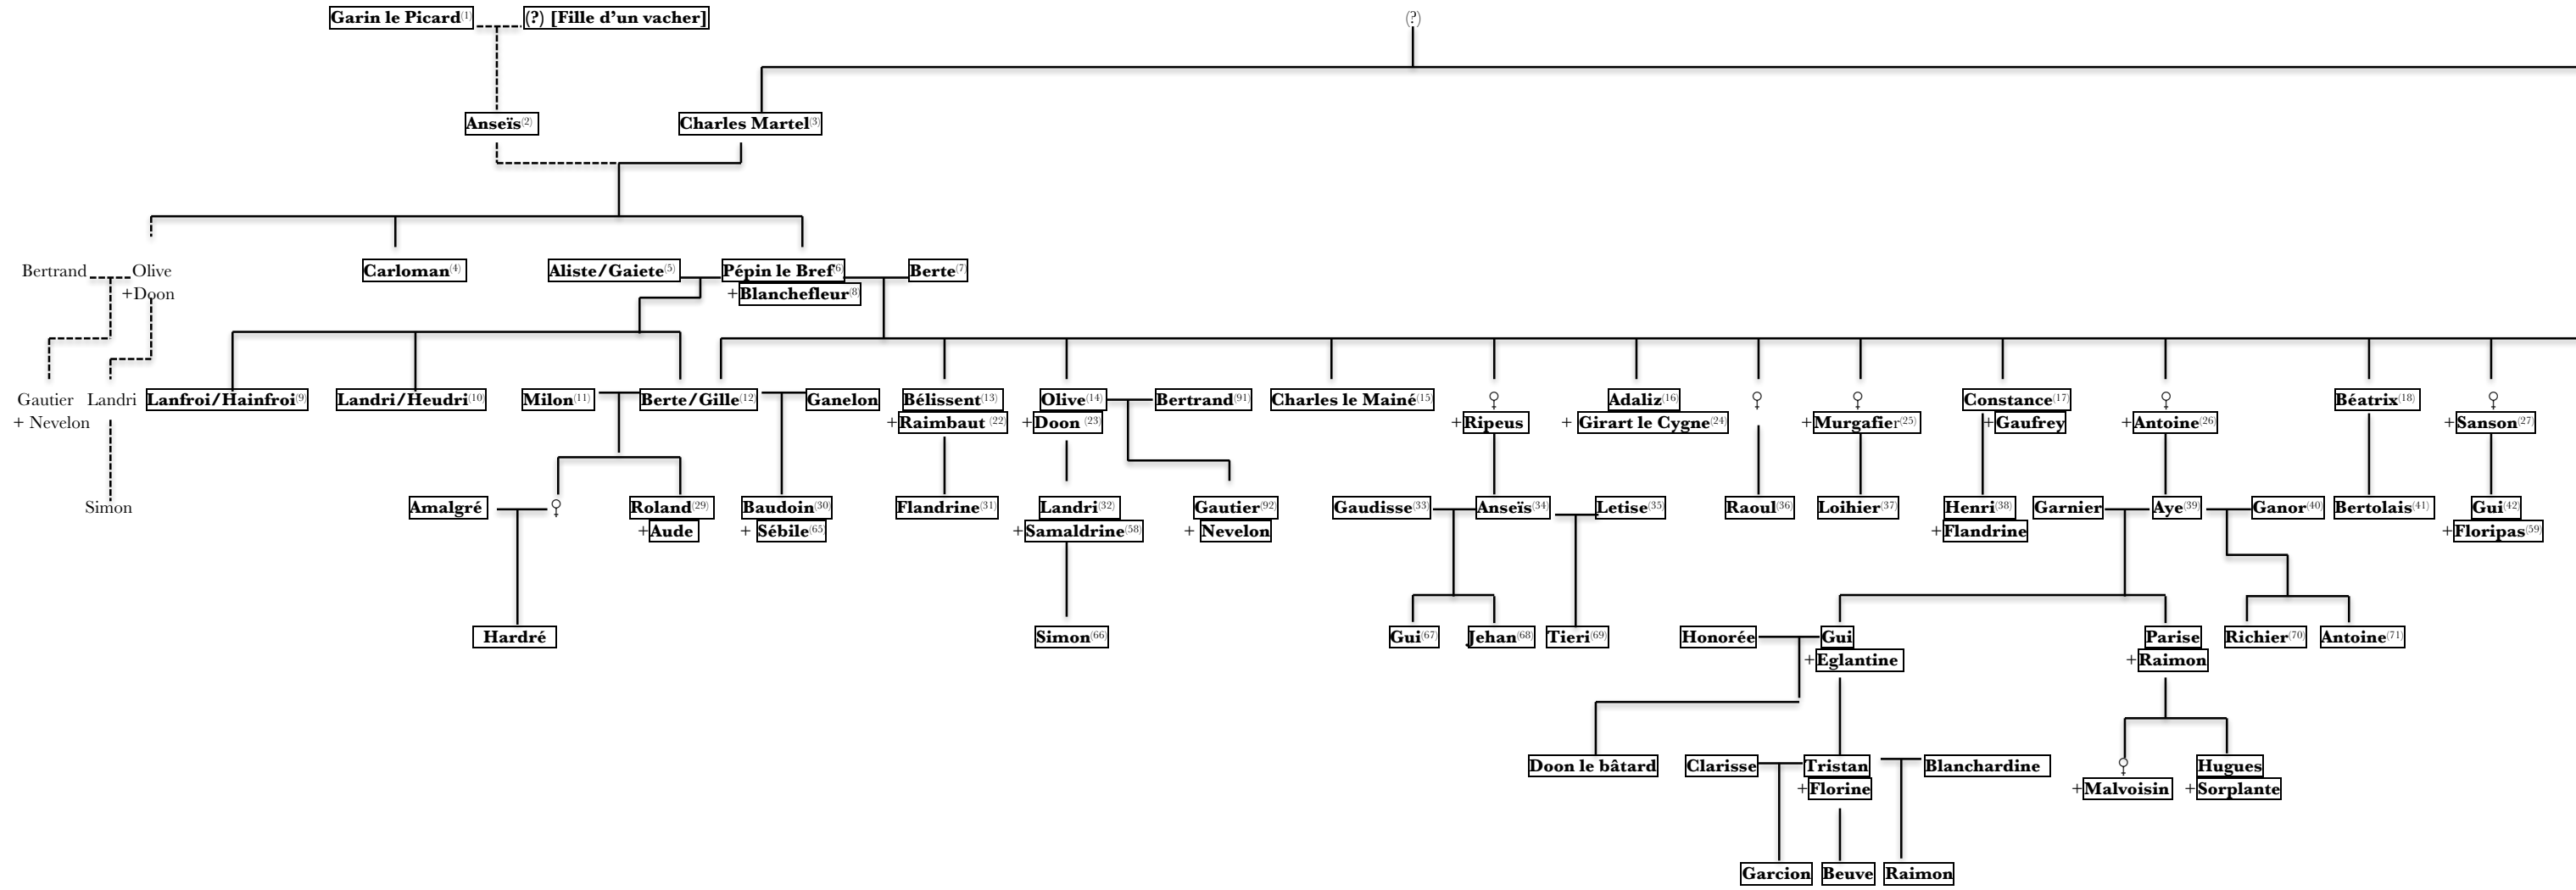 Garin le Picard(1) (?) [Fille d'un vacher] (?)
Anseïs(2) Charles Martel(3)
Bertrand Olive Carloman(4) Aliste/Gaiete(5) Pépin le Bref(6) Berte(7)
+Doon +Blanchefleur(8)
Gautier Landri Lanfroi/Hainfroi(9) Landri/Heudri(10) Milon(11) Berte/Gille(12) Ganelon Bélissent(13) Olive(14) Bertrand(91) Charles le Mainé(15) ♀ Adaliz(16) ♀ ♀ Constance(17) ♀ Béatrix(18) ♀
+ Nevelon +Raimbaut (22) +Doon (23) +Ripeus + Girart le Cygne(24) +Murgafier(25) +Gaufrey +Antoine(26) +Sanson(27)
Simon Amalgré ♀ Roland(29) Baudoin(30) Flandrine(31) Landri(32) Gautier(92) Gaudisse(33) Anseïs(34) Letise(35) Raoul(36) Loihier(37) Henri(38) Garnier Aye(39) Ganor(40) Bertolais(41) Gui(42)
+Aude + Sébile(65) +Samaldrine(58) + Nevelon +Flandrine +Floripas(59)
Hardré Simon(66) Gui(67) Jehan(68) Tieri(69) Honorée Gui Parise Richier(70) Antoine(71)
+Eglantine +Raimon
Doon le bâtard Clarisse Tristan Blanchardine ♀ Hugues
+Florine +Malvoisin +Sorplante
Garcion Beuve Raimon